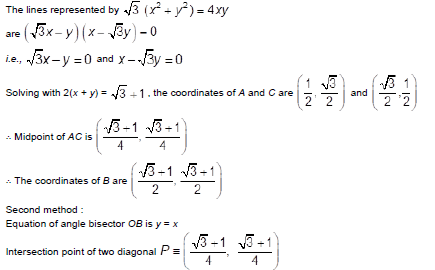 The lines represented by √3 (x² + y²) = 4xy
are (√3x – y)(x – √3y) – 0
i.e., √3x – y = 0 and x – √3y = 0
Solving with 2(x + y) = √3 + 1, the coordinates of A and C are (1/2, √3/2) and (√3/2, 1/2)
∴ Midpoint of AC is ((√3+1)/4, (√3+1)/4)
∴ The coordinates of B are ((√3+1)/2, (√3+1)/2)
Second method :
Equation of angle bisector OB is y = x
Intersection point of two diagonal P ≡ ((√3+1)/4, (√3+1)/4)